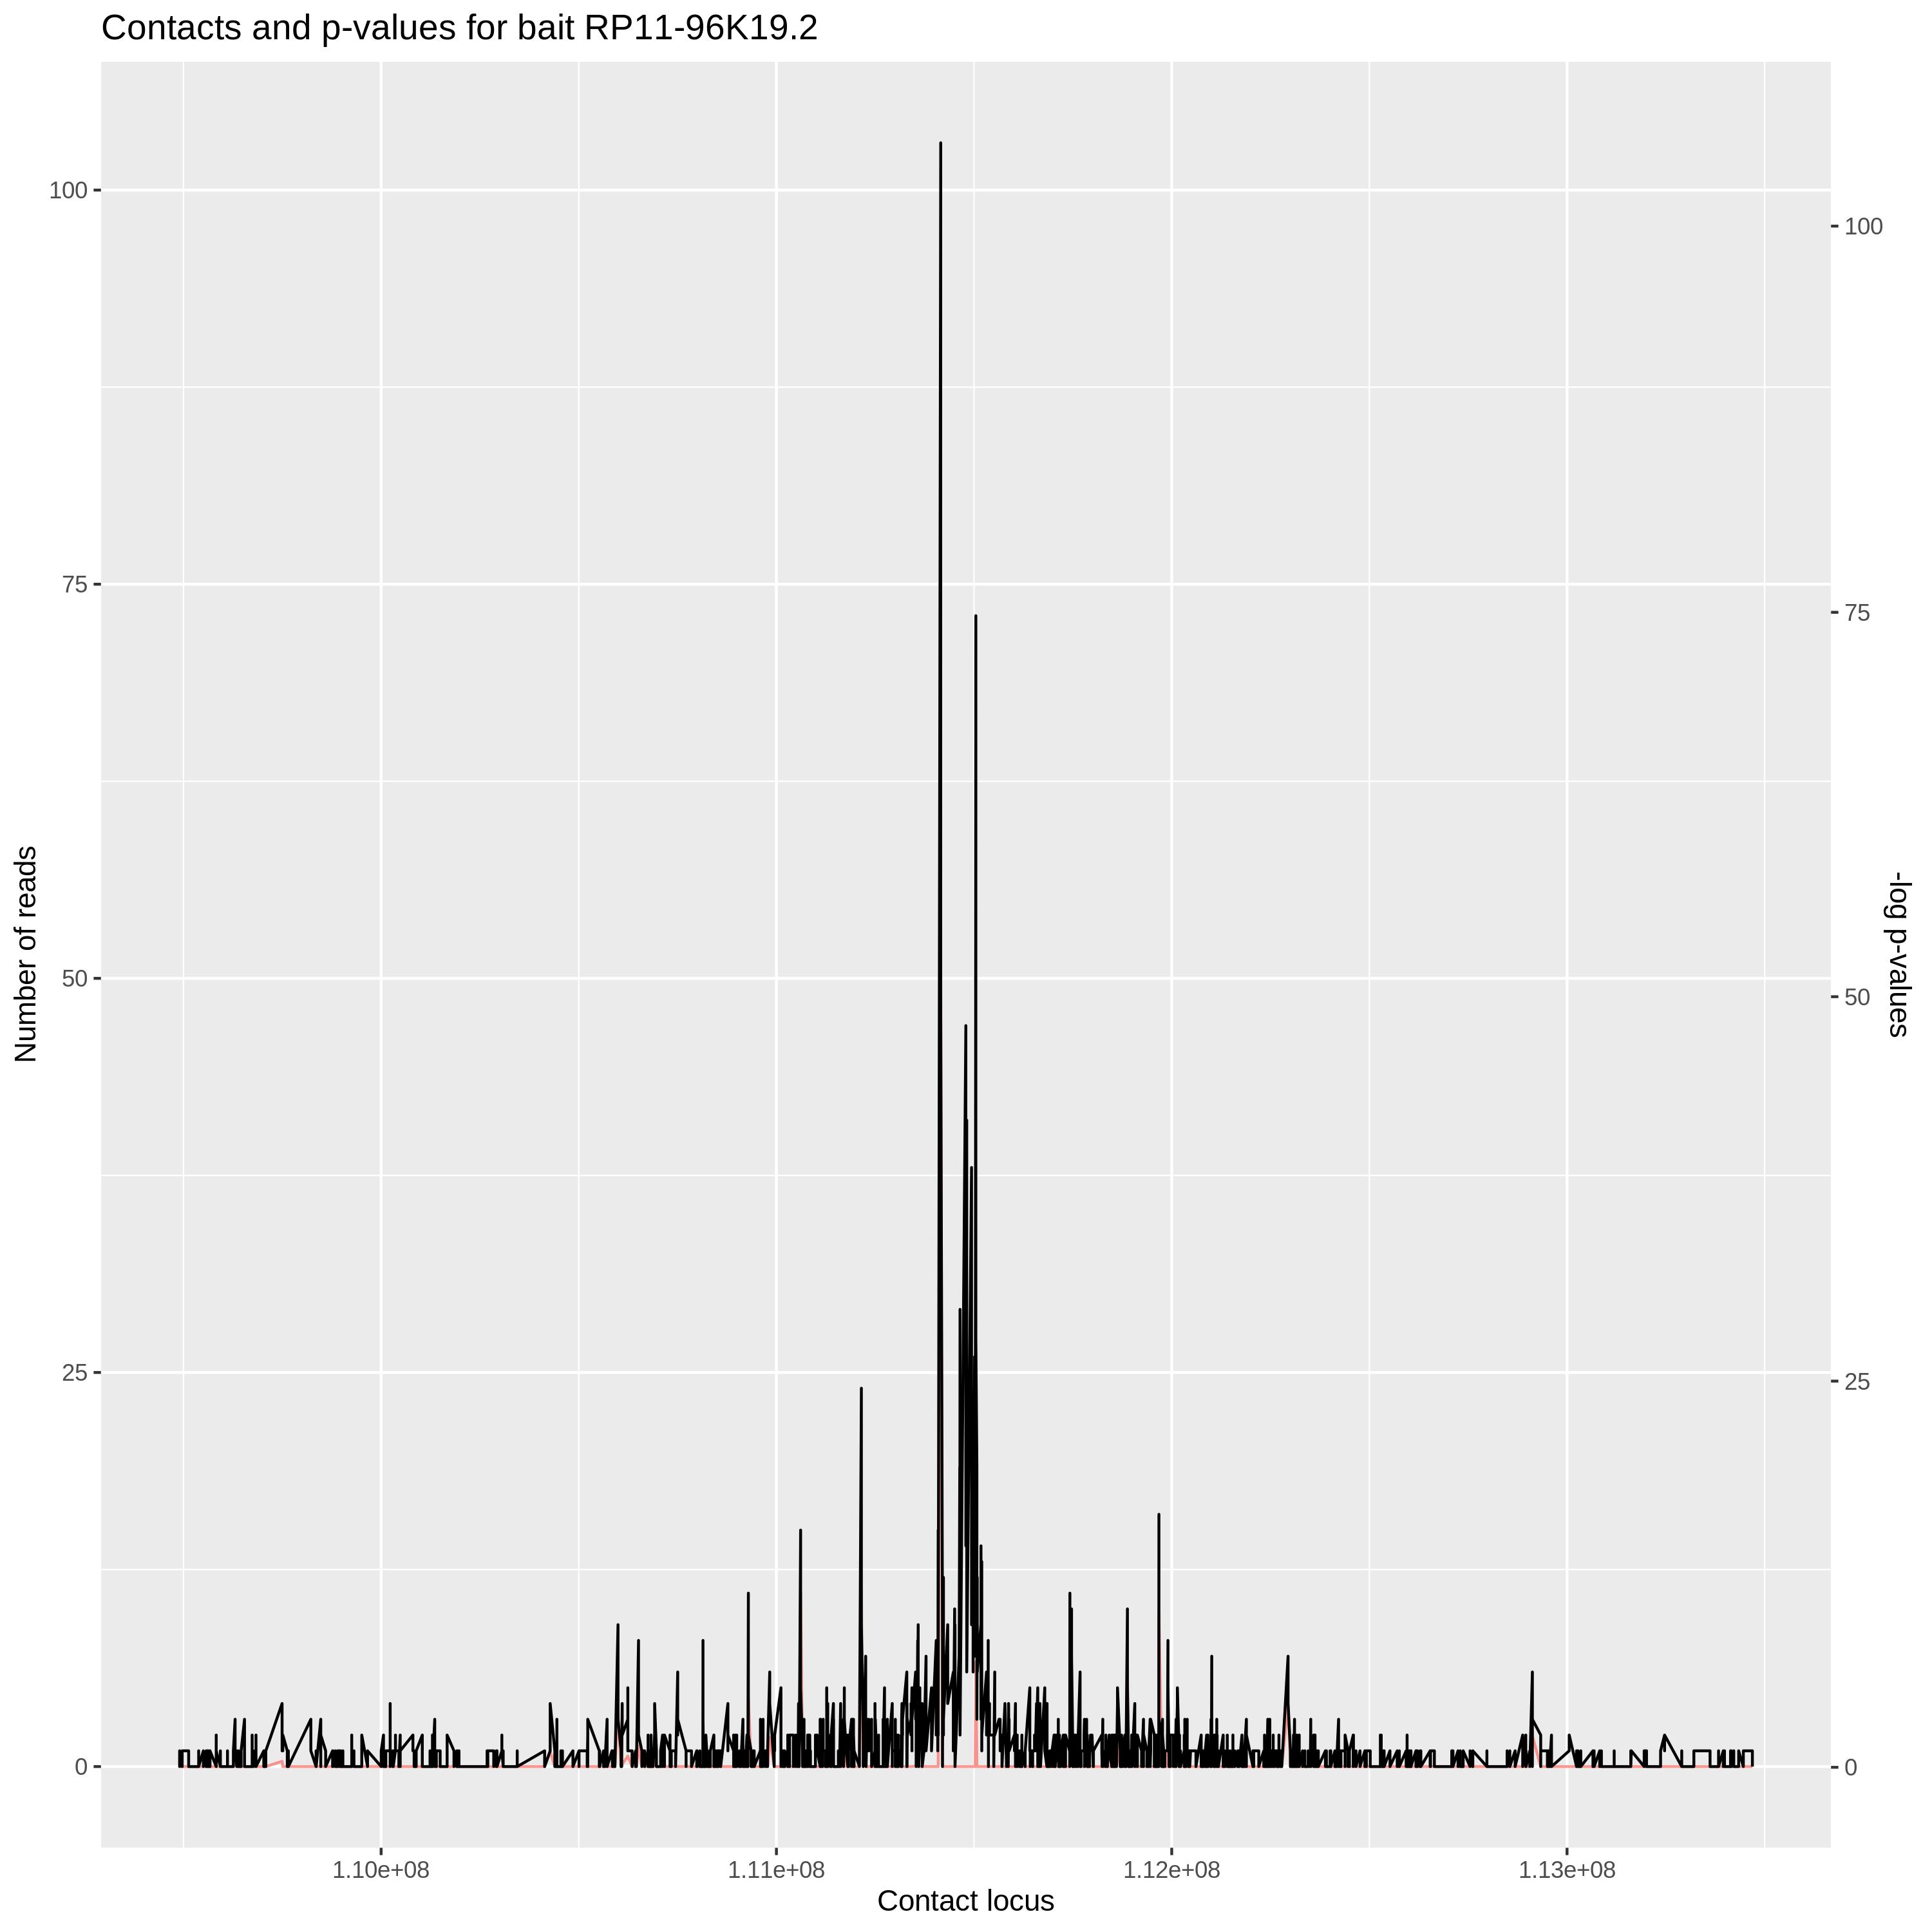 Contacts and p-values for bait RP11-96K19.2
100
75
50
25
0
Number of reads
100
75
50
25
0
-log p-values
1.10e+08
1.11e+08
1.12e+08
1.13e+08
Contact locus